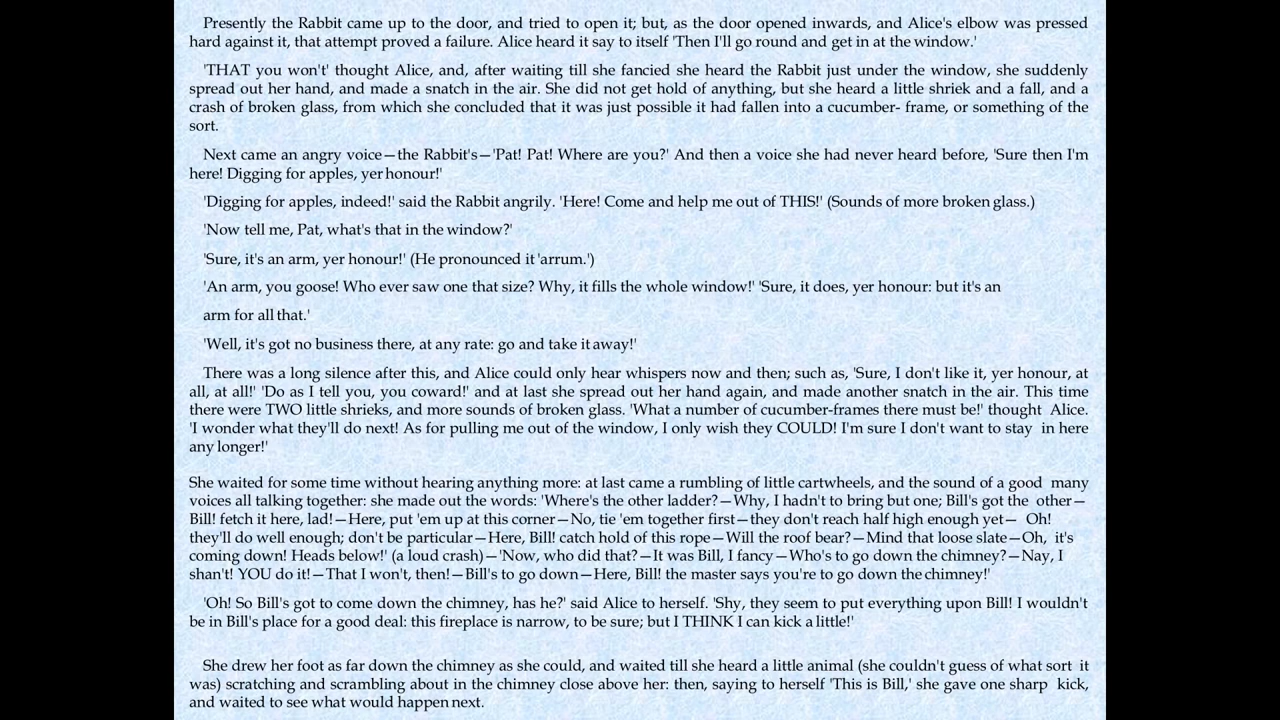 Presently the Rabbit came up to the door, and tried to open it; but, as the door opened inwards, and Alice's elbow was pressed
hard against it, that attempt proved a failure. Alice heard it say to itself 'Then I'll go round and get in at the window.'
'THAT you won't' thought Alice, and, after waiting till she fancied she heard the Rabbit just under the window, she suddenly
spread out her hand, and made a snatch in the air. She did not get hold of anything, but she heard a little shriek and a fall, and a
crash of broken glass, from which she concluded that it was just possible it had fallen into a cucumber- frame, or something of the
sort.
Next came an angry voice—the Rabbit's—'Pat! Pat! Where are you?' And then a voice she had never heard before, 'Sure then I'm
here! Digging for apples, yer honour!'
'Digging for apples, indeed!' said the Rabbit angrily. 'Here! Come and help me out of THIS!' (Sounds of more broken glass.)
'Now tell me, Pat, what's that in the window?'
'Sure, it's an arm, yer honour!' (He pronounced it 'arrum.')
'An arm, you goose! Who ever saw one that size? Why, it fills the whole window!' 'Sure, it does, yer honour: but it's an
arm for all that.'
'Well, it's got no business there, at any rate: go and take it away!'
There was a long silence after this, and Alice could only hear whispers now and then; such as, 'Sure, I don't like it, yer honour, at
all, at all!' 'Do as I tell you, you coward!' and at last she spread out her hand again, and made another snatch in the air. This time
there were TWO little shrieks, and more sounds of broken glass. 'What a number of cucumber-frames there must be!' thought Alice.
'I wonder what they'll do next! As for pulling me out of the window, I only wish they COULD! I'm sure I don't want to stay in here
any longer!'
She waited for some time without hearing anything more: at last came a rumbling of little cartwheels, and the sound of a good many
voices all talking together: she made out the words: 'Where's the other ladder?—Why, I hadn't to bring but one; Bill's got the other—
Bill! fetch it here, lad!—Here, put 'em up at this corner—No, tie 'em together first—they don't reach half high enough yet— Oh!
they'll do well enough; don't be particular—Here, Bill! catch hold of this rope—Will the roof bear?—Mind that loose slate—Oh, it's
coming down! Heads below!' (a loud crash)—'Now, who did that?—It was Bill, I fancy—Who's to go down the chimney?—Nay, I
shan't! YOU do it!—That I won't, then!—Bill's to go down—Here, Bill! the master says you're to go down the chimney!'
'Oh! So Bill's got to come down the chimney, has he?' said Alice to herself. 'Shy, they seem to put everything upon Bill! I wouldn't
be in Bill's place for a good deal: this fireplace is narrow, to be sure; but I THINK I can kick a little!'
She drew her foot as far down the chimney as she could, and waited till she heard a little animal (she couldn't guess of what sort it
was) scratching and scrambling about in the chimney close above her: then, saying to herself 'This is Bill,' she gave one sharp kick,
and waited to see what would happen next.